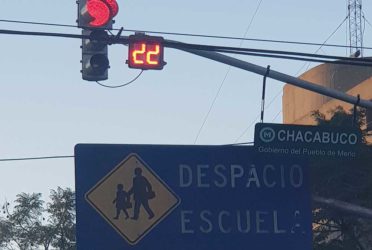 22
M CHACABUCO
Gobierno del Pueblo de Merlo
DESPACIO
ESCUELA